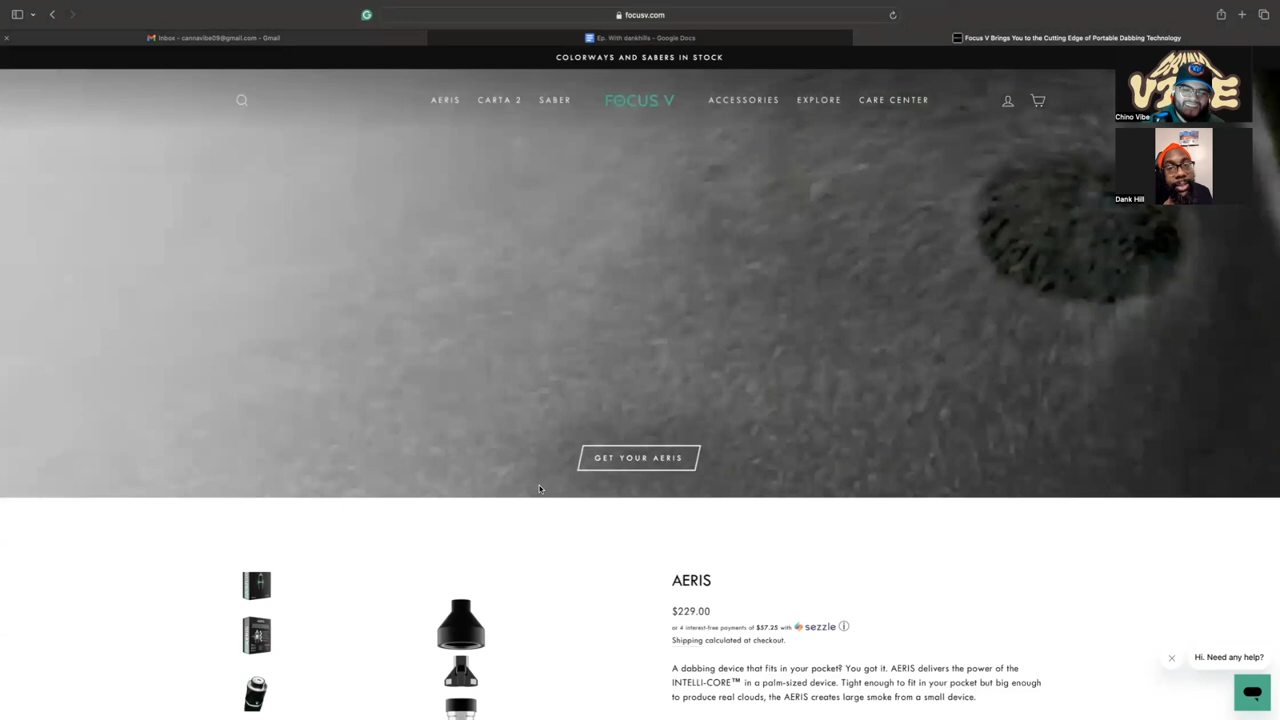 focusv.com
Inbox - cannavibe09@gmail.com - Gmail
Ep. With dankhills - Google Docs
Focus V Brings You to the Cutting Edge of Portable Dabbing Technology
COLORWAYS AND SABERS IN STOCK
AERIS CARTA 2 SABER FOCUS V ACCESSORIES EXPLORE CARE CENTER
VIBE
Chino Vibe
Dank Hill
GET YOUR AERIS
AERIS
$229.00
or 4 interest-free payments of $57.25 with sezzle
Shipping calculated at checkout.
A dabbing device that fits in your pocket? You got it. AERIS delivers the power of the
INTELLI-CORE™ in a palm-sized device. Tight enough to fit in your pocket but big enough
to produce real clouds, the AERIS creates large smoke from a small device.
Hi. Need any help?